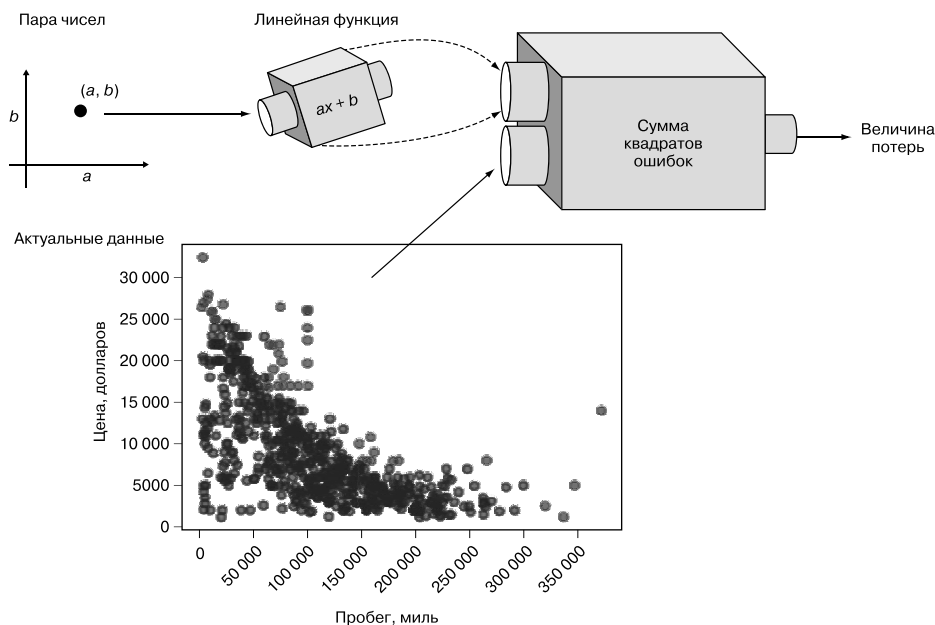 Пара чисел
Линейная функция
(a, b)
b
a
ax + b
Сумма
квадратов
ошибок
Величина
потерь
Актуальные данные
Цена, долларов
30 000
25 000
20 000
15 000
10 000
5000
0
0
50 000
100 000
150 000
200 000
250 000
300 000
350 000
Пробег, миль